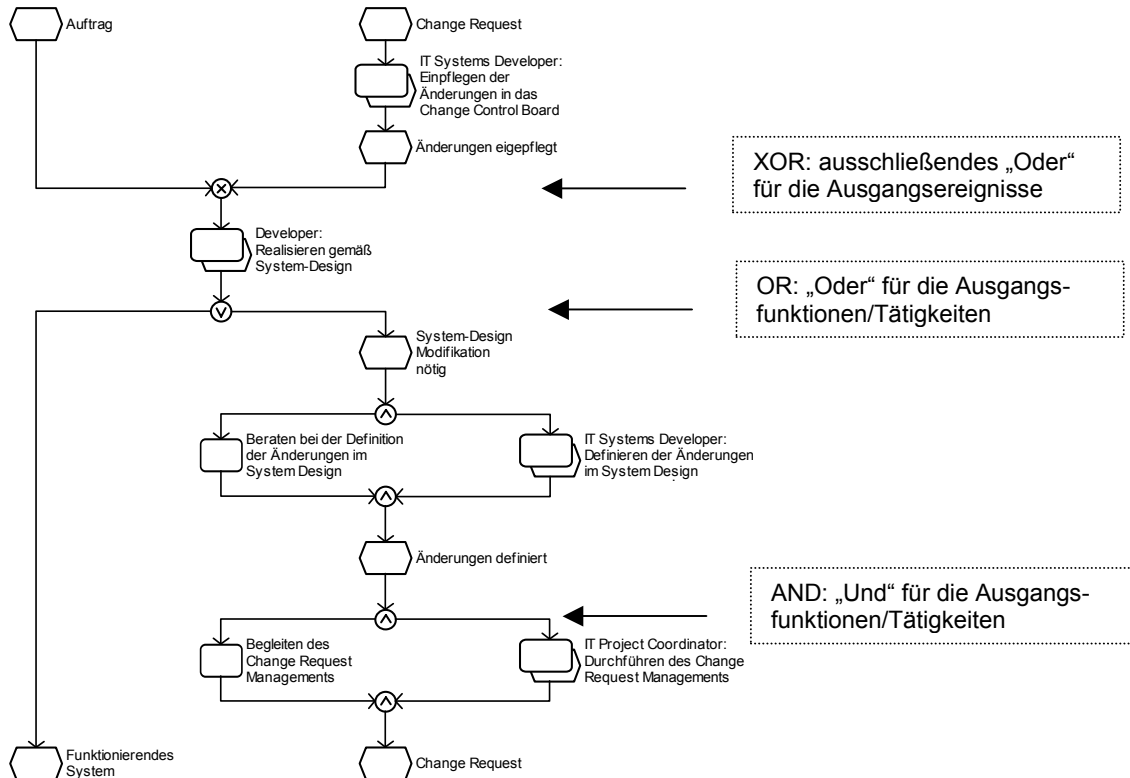 Auftrag
Change Request
IT Systems Developer:
Einpflegen der
Änderungen in das
Change Control Board
Änderungen eigepflegt
XOR: ausschließendes „Oder“
für die Ausgangsereignisse
Developer:
Realisieren gemäß
System-Design
OR: „Oder“ für die Ausgangs-
funktionen/Tätigkeiten
System-Design
Modifikation
nötig
Beraten bei der Definition
der Änderungen im
System Design
IT Systems Developer:
Definieren der Änderungen
im System Design
Änderungen definiert
AND: „Und“ für die Ausgangs-
funktionen/Tätigkeiten
Begleiten des
Change Request
Managements
IT Project Coordinator:
Durchführen des Change
Request Managements
Funktionierendes
System
Change Request